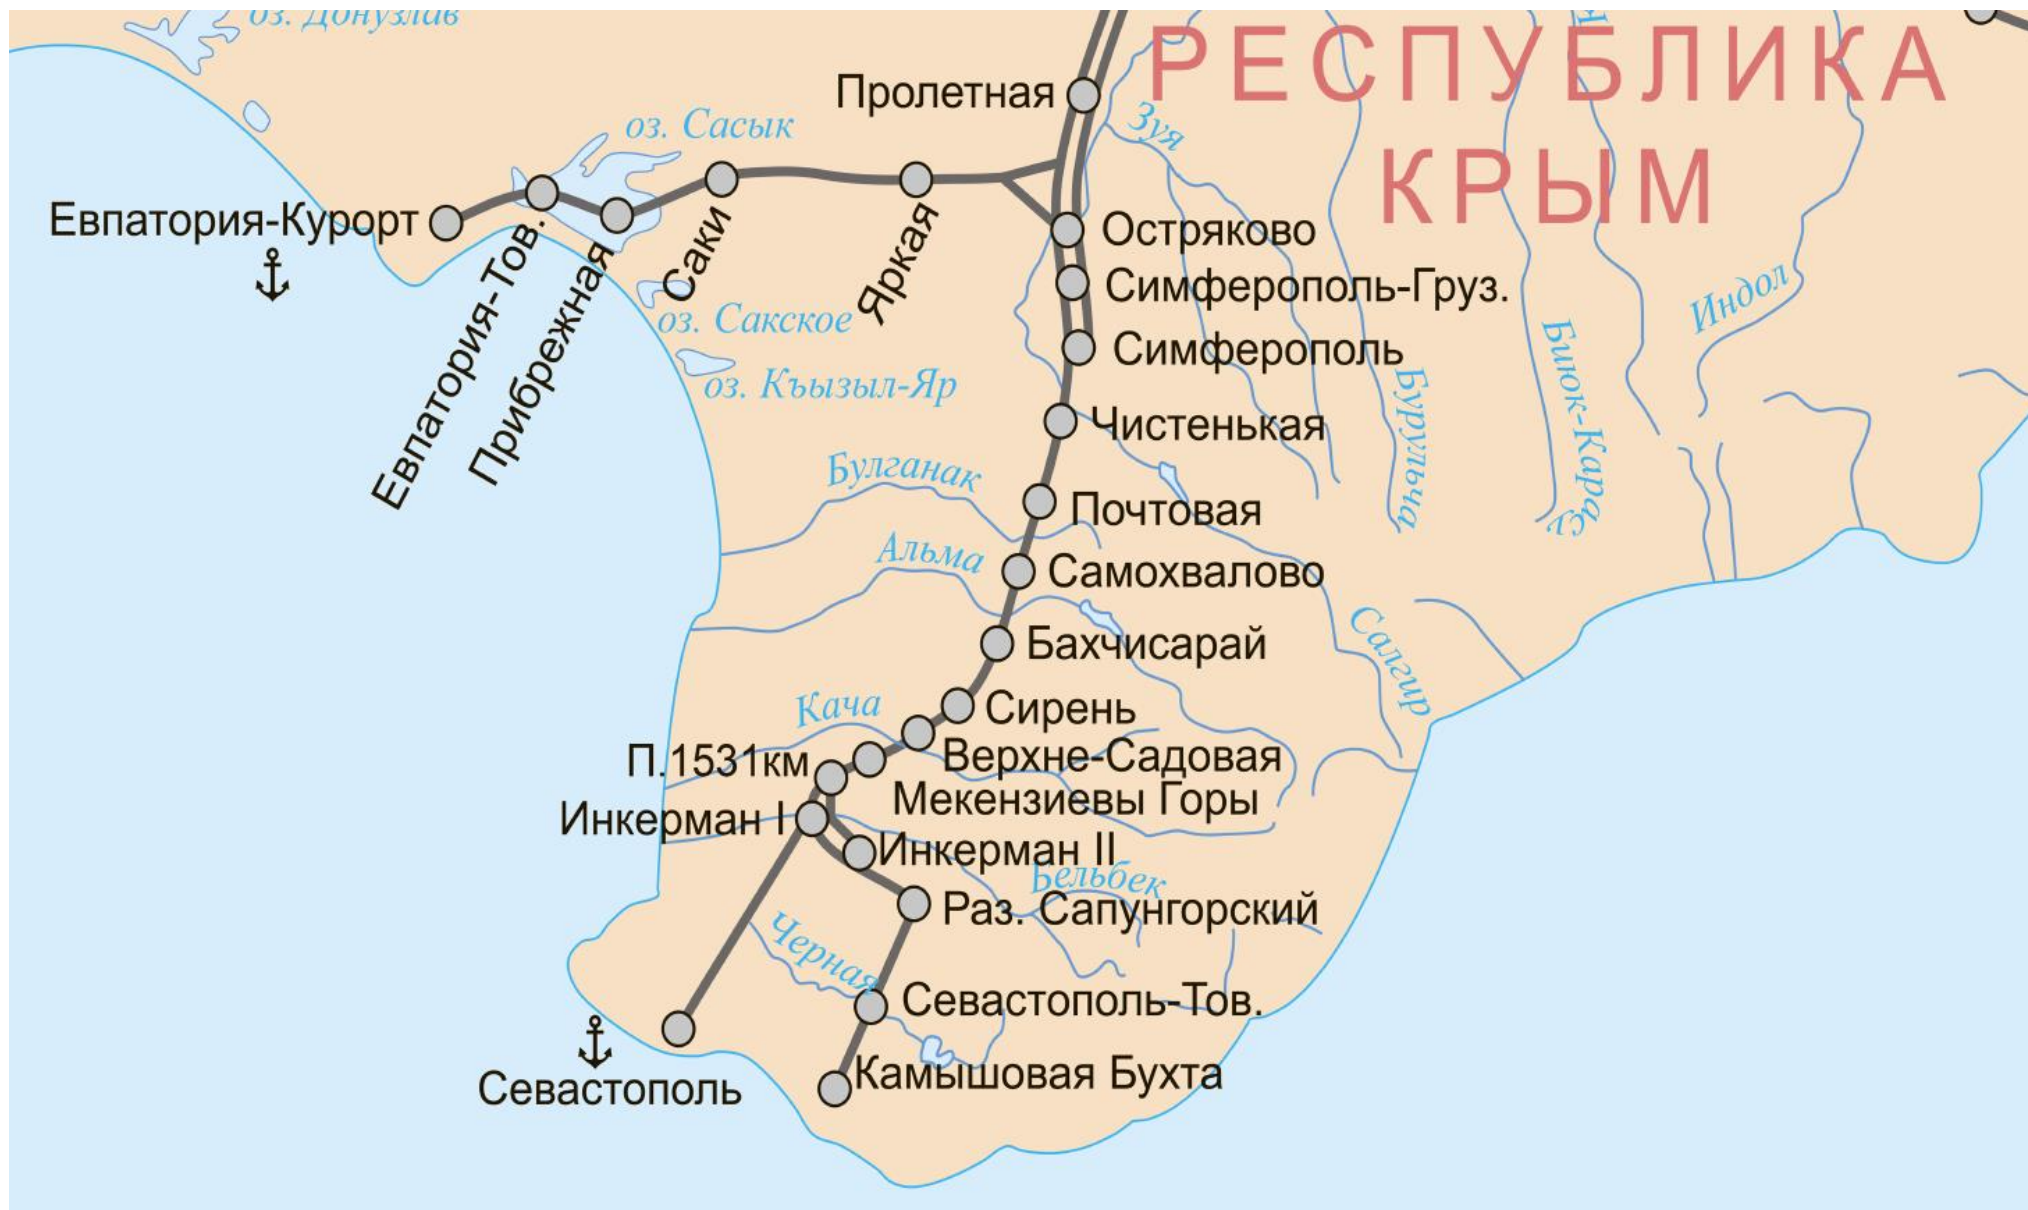 оз. Донузлав
РЕСПУБЛИКА
КРЫМ
Пролетная
Зуя
оз. Сасык
Евпатория-Курорт
Евпатория-Тов.
Прибрежная
Саки
Яркая
Остряково
Симферополь-Груз.
Симферополь
оз. Сакское
оз. Къызыл-Яр
Индол
Бурульча
Биюк-Карасу
Чистенькая
Булганак
Почтовая
Альма
Самохвалово
Бахчисарай
Салгир
Кача
Сирень
П.1531км
Верхне-Садовая
Мекензиевы Горы
Инкерман I
Инкерман II
Бельбек
Раз. Сапунгорский
Черная
Севастополь-Тов.
Камышовая Бухта
Севастополь